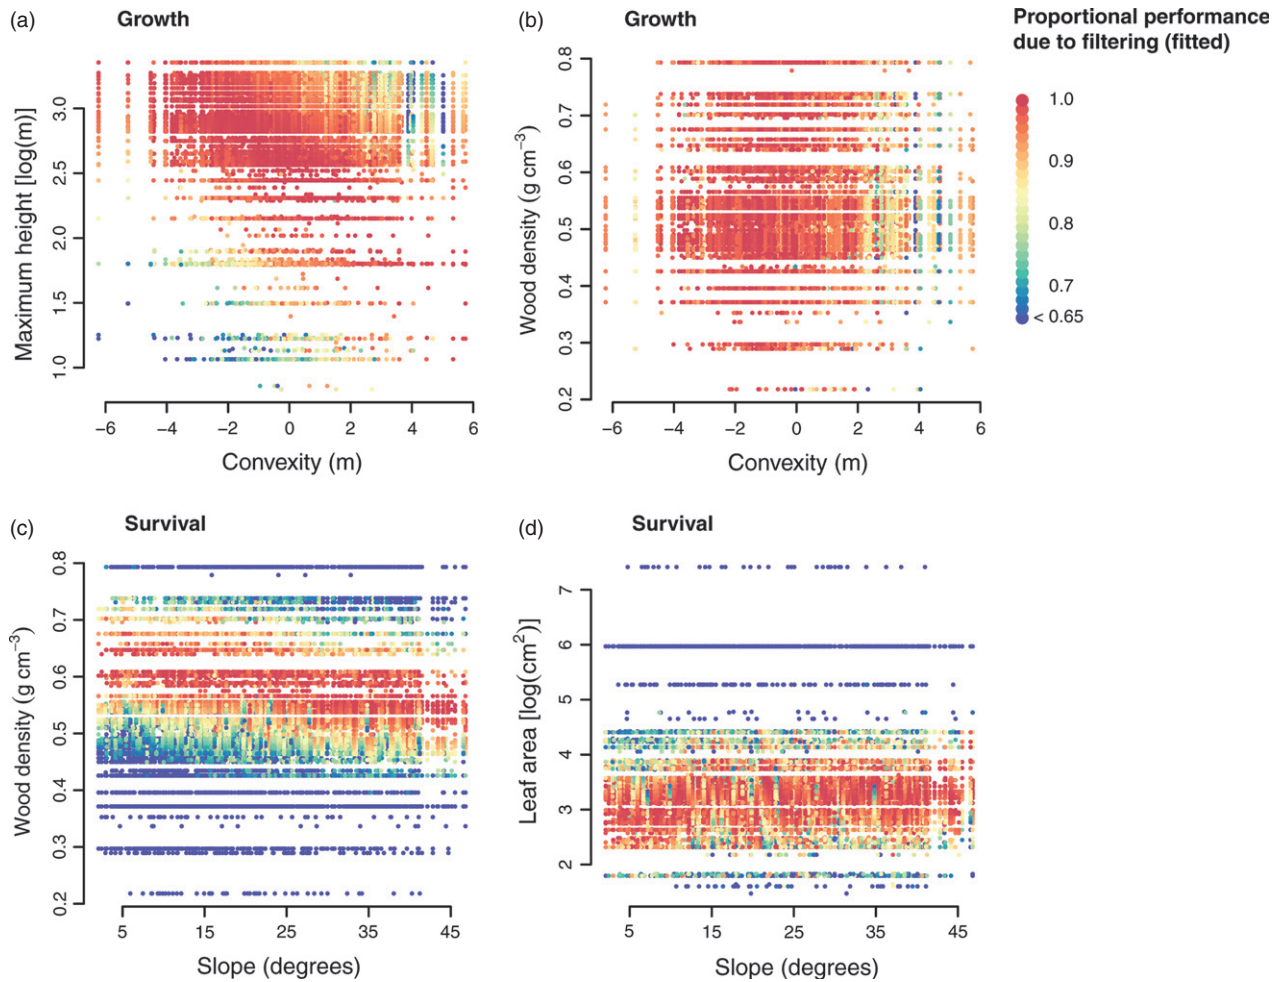 (a) Growth
Maximum height [log(m)]
3.0
2.5
2.0
1.5
1.0
−6 −4 −2 0 2 4 6
Convexity (m)
(b) Growth
Wood density (g cm−3)
0.8
0.7
0.6
0.5
0.4
0.3
0.2
−6 −4 −2 0 2 4 6
Convexity (m)
Proportional performance
due to filtering (fitted)
1.0
0.9
0.8
0.7
< 0.65
(c) Survival
Wood density (g cm−3)
0.8
0.7
0.6
0.5
0.4
0.3
0.2
5 15 25 35 45
Slope (degrees)
(d) Survival
Leaf area [log(cm2)]
7
6
5
4
3
2
5 15 25 35 45
Slope (degrees)